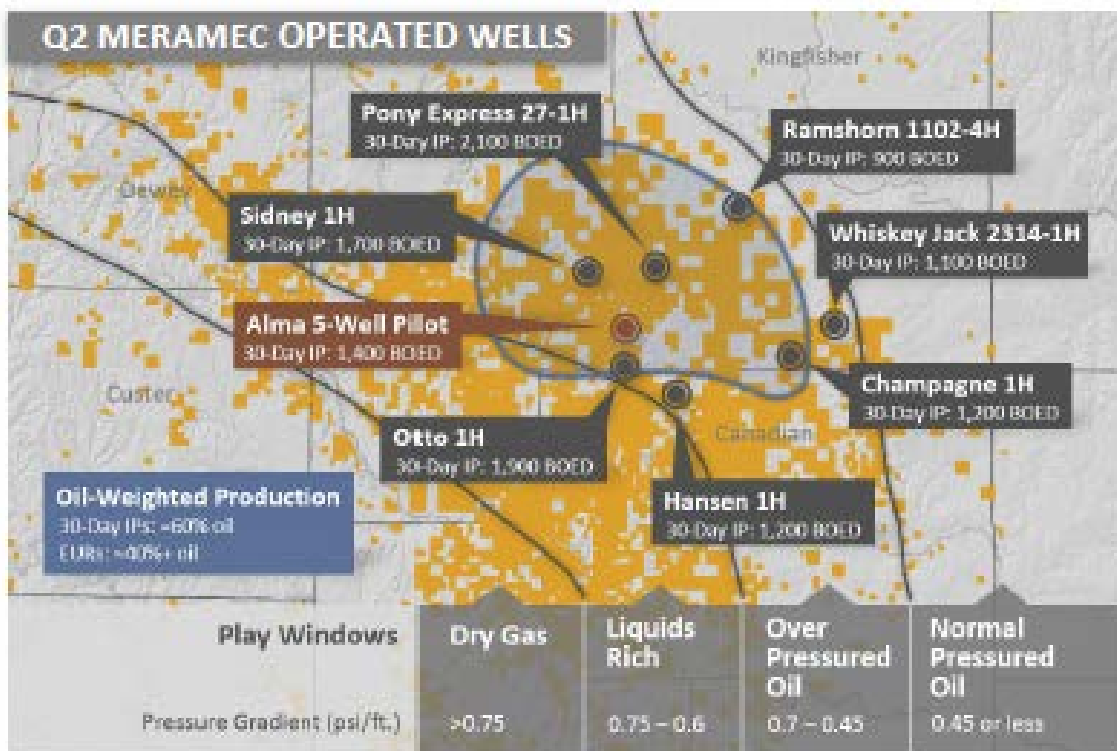 Q2 MERAMEC OPERATED WELLS
Kingfisher
Pony Express 27-1H
30-Day IP: 2,100 BOED
Ramshorn 1102-4H
30-Day IP: 900 BOED
Dewey
Sidney 1H
30-Day IP: 1,700 BOED
Whiskey Jack 2314-1H
30-Day IP: 1,100 BOED
Alma 5-Well Pilot
30-Day IP: 1,400 BOED
Custer
Champagne 1H
30-Day IP: 1,200 BOED
Otto 1H
30-Day IP: 1,900 BOED
Canadian
Hansen 1H
30-Day IP: 1,200 BOED
Oil-Weighted Production
30-Day IPs: ≈60% oil
EURs: ≈40%+ oil
Play Windows
Dry Gas
Liquids
Rich
Over
Pressured
Oil
Normal
Pressured
Oil
Pressure Gradient (psi/ft.)
>0.75
0.75 – 0.6
0.7 – 0.45
0.45 or less